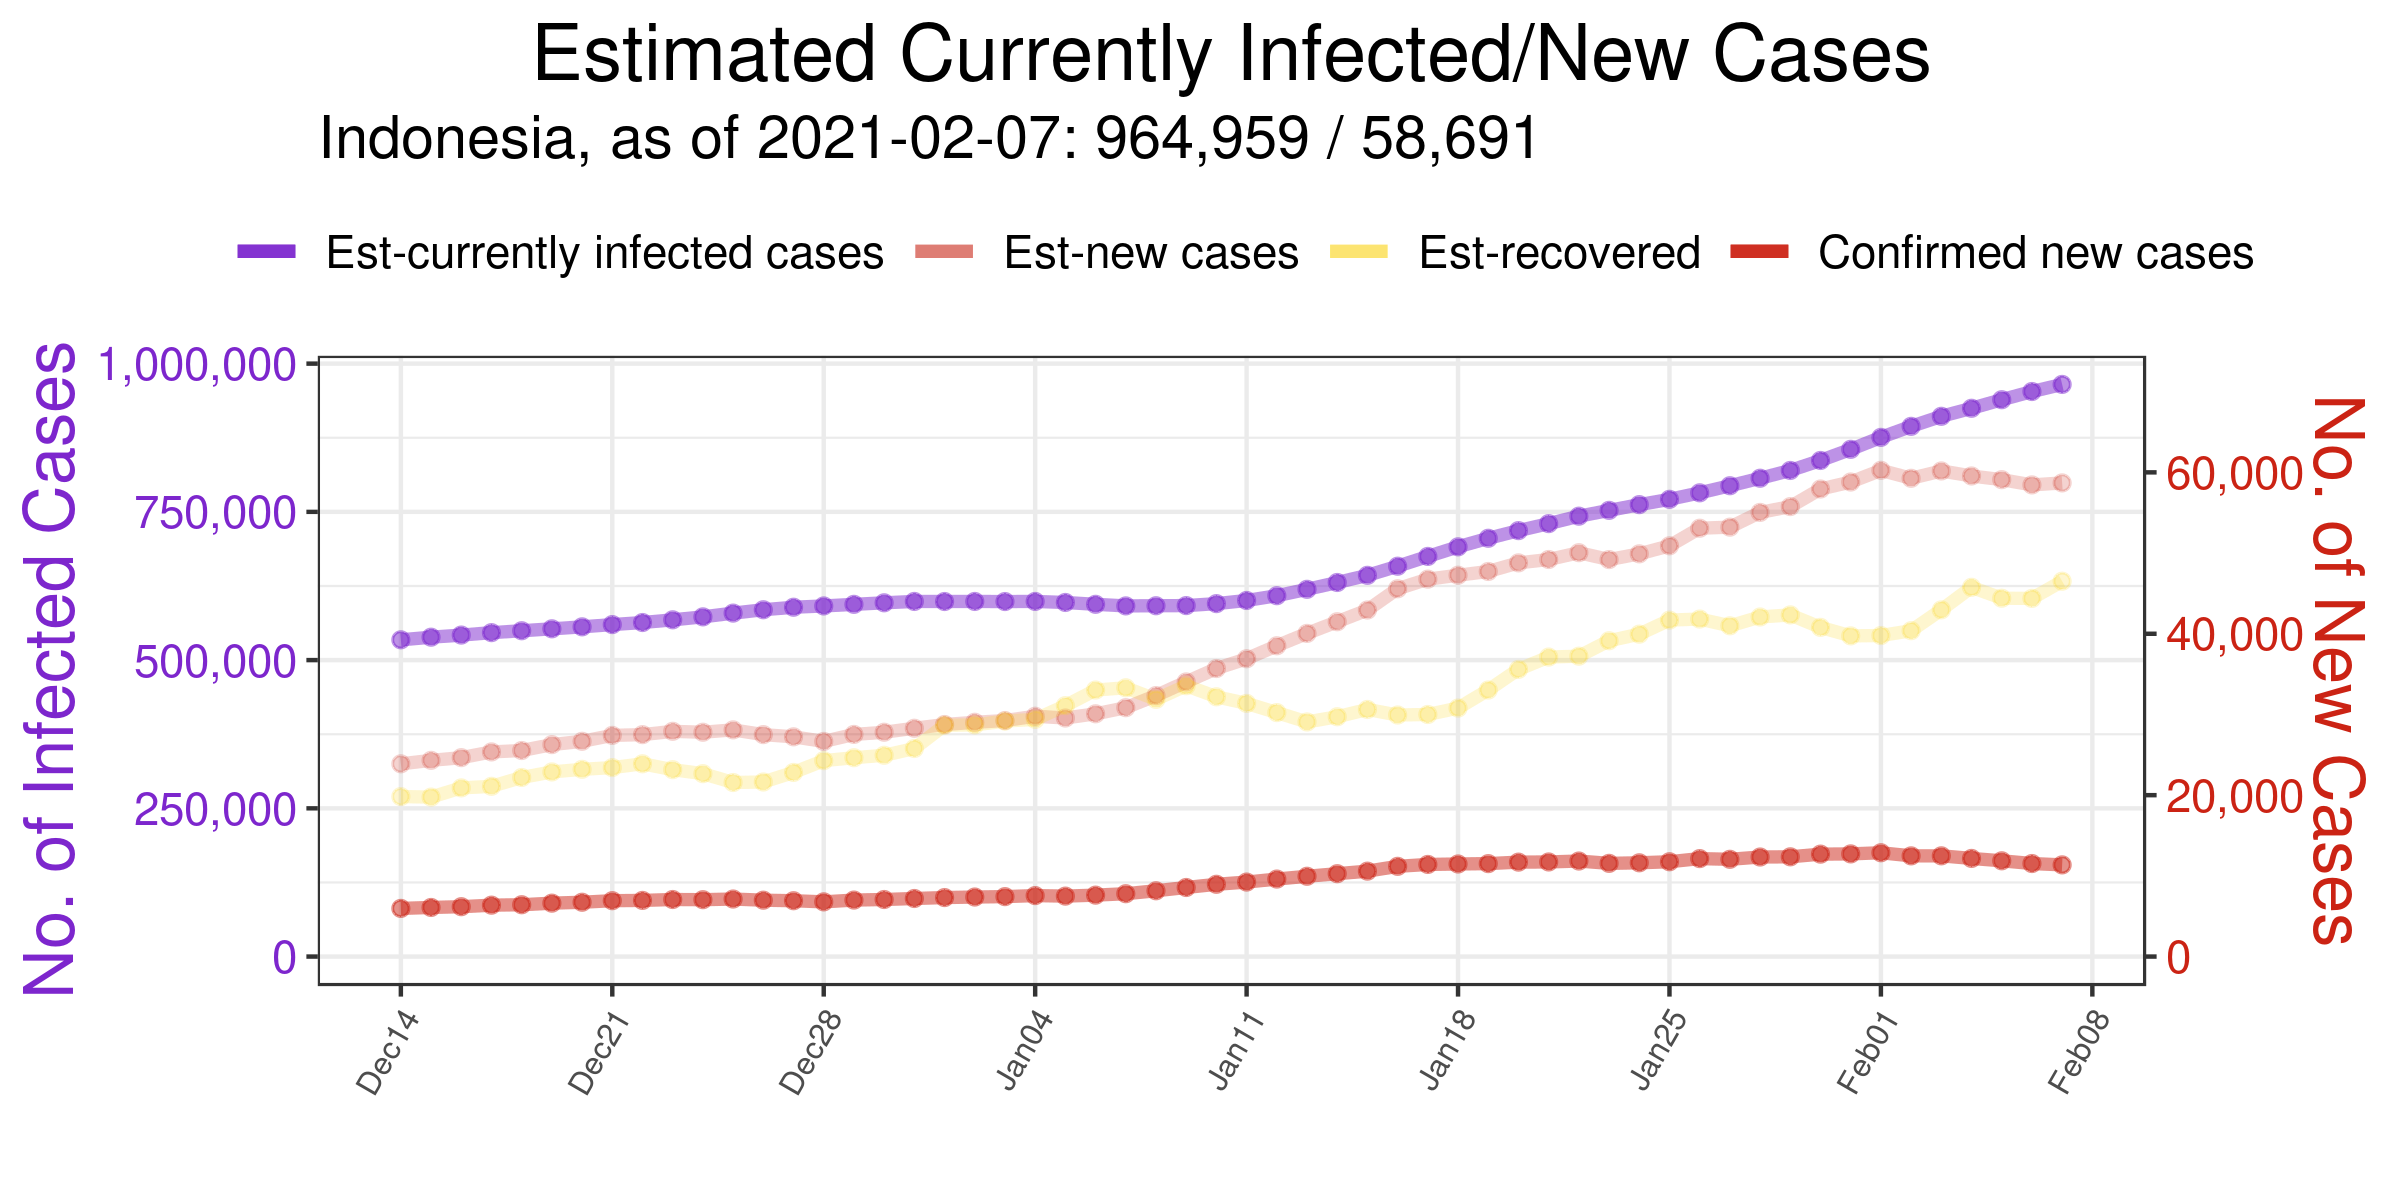 Estimated Currently Infected/New Cases
Indonesia, as of 2021-02-07: 964,959 / 58,691
Est-currently infected cases Est-new cases Est-recovered Confirmed new cases
No. of Infected Cases
1,000,000
750,000
500,000
250,000
0
60,000
40,000
20,000
0
No. of New Cases
Dec14 Dec21 Dec28 Jan04 Jan11 Jan18 Jan25 Feb01 Feb08